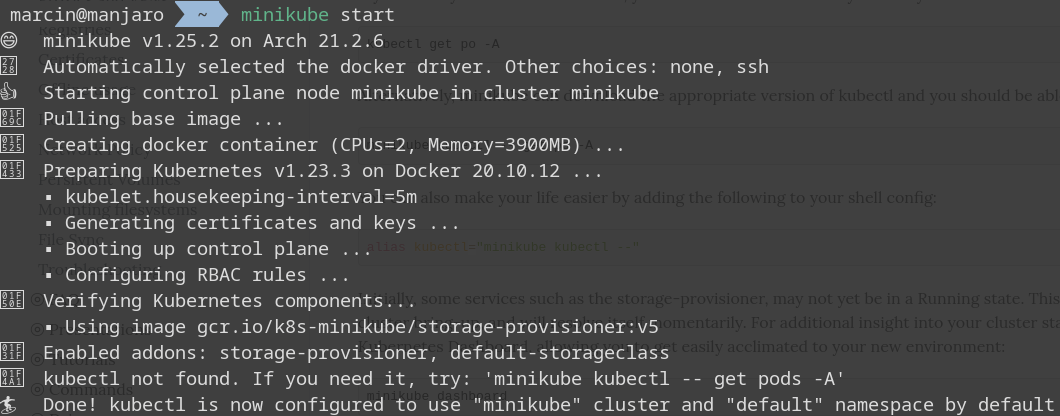 marcin@manjaro ~ minikube start
😄 minikube v1.25.2 on Arch 21.2.6
Automatically selected the docker driver. Other choices: none, ssh
👍 Starting control plane node minikube in cluster minikube
Pulling base image ...
Creating docker container (CPUs=2, Memory=3900MB) ...
Preparing Kubernetes v1.23.3 on Docker 20.10.12 ...
▪ kubelet.housekeeping-interval=5m
▪ Generating certificates and keys ...
▪ Booting up control plane ...
▪ Configuring RBAC rules ...
Verifying Kubernetes components...
▪ Using image gcr.io/k8s-minikube/storage-provisioner:v5
Enabled addons: storage-provisioner, default-storageclass
kubectl not found. If you need it, try: 'minikube kubectl -- get pods -A'
🏄 Done! kubectl is now configured to use "minikube" cluster and "default" namespace by default